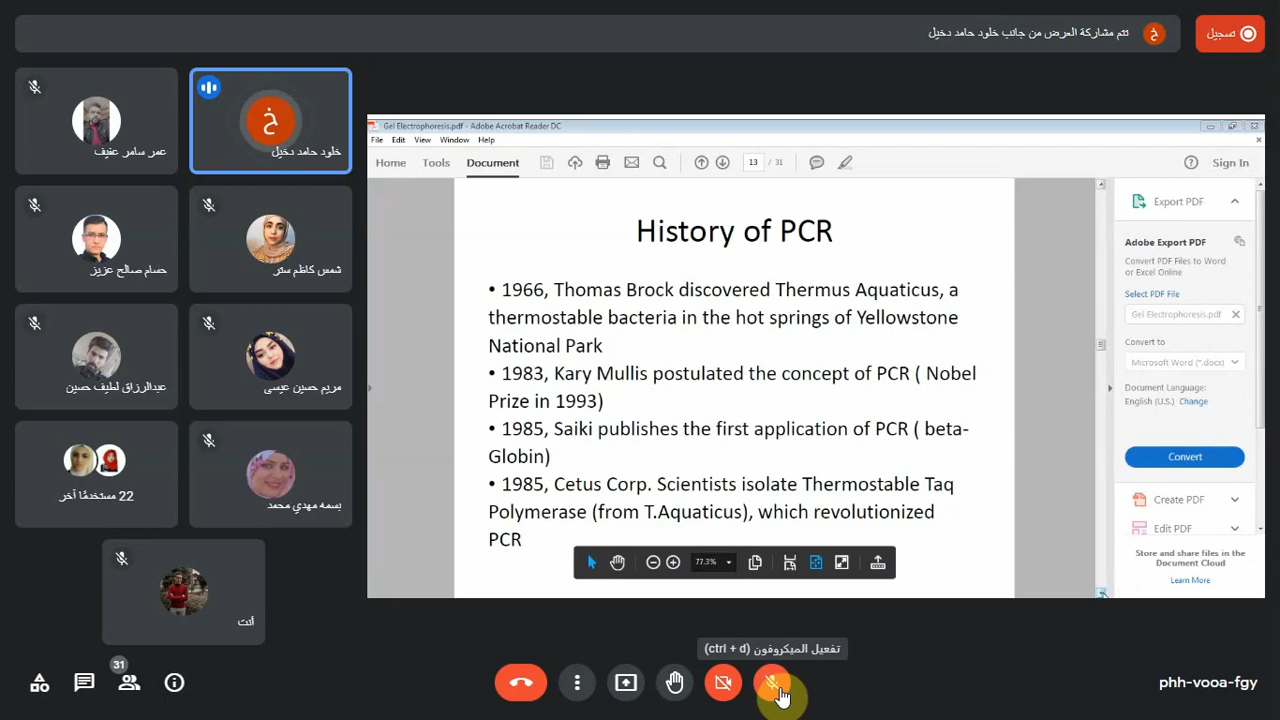 تتم مشاركة العرض من جانب خلود حامد دخيل
خ
تسجيل
عمر سامر عنيف
خ
خلود حامد دخيل
حسام صالح عزيز
شمس كاظم ستر
عبدالرزاق لطيف حسين
مريم حسين عيسى
22 مستخدمًا آخر
بسمه مهدي محمد
أنت
Gel Electrophoresis.pdf - Adobe Acrobat Reader DC
File Edit View Window Help
Home Tools Document 13 / 31 Sign In
History of PCR
• 1966, Thomas Brock discovered Thermus Aquaticus, a
thermostable bacteria in the hot springs of Yellowstone
National Park
• 1983, Kary Mullis postulated the concept of PCR ( Nobel
Prize in 1993)
• 1985, Saiki publishes the first application of PCR ( beta-
Globin)
• 1985, Cetus Corp. Scientists isolate Thermostable Taq
Polymerase (from T.Aquaticus), which revolutionized
PCR
77.3%
Export PDF
Adobe Export PDF
Convert PDF Files to Word
or Excel Online
Select PDF File
Gel Electrophoresis.pdf
Convert to
Microsoft Word (*.docx)
Document Language:
English (U.S.) Change
Convert
Create PDF
Edit PDF
Store and share files in the
Document Cloud
Learn More
تفعيل الميكروفون (ctrl + d)
31
phh-vooa-fgy